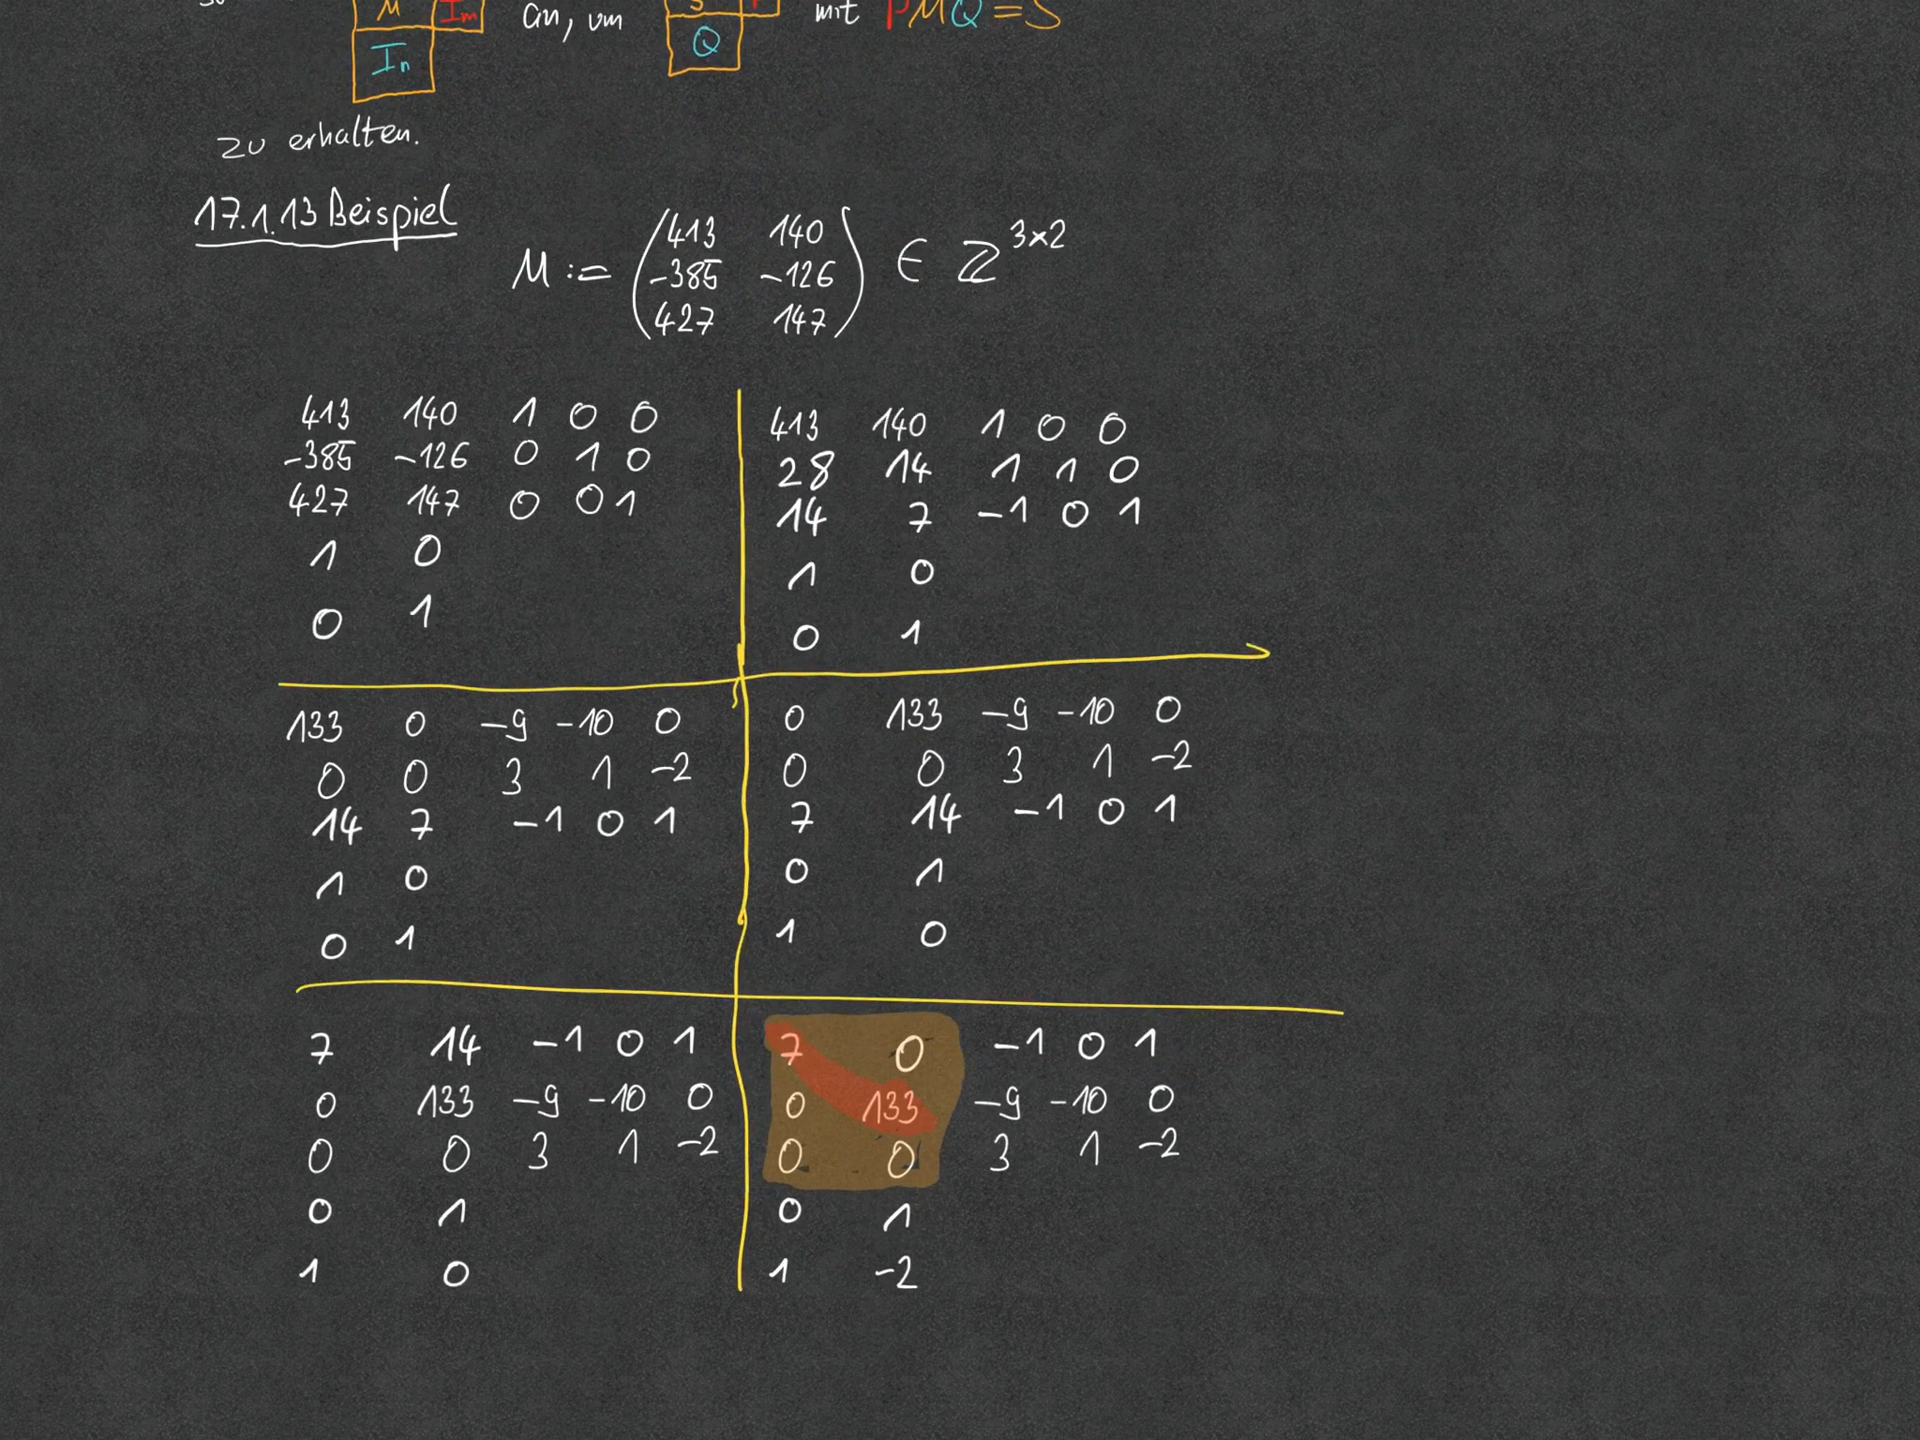 M Im an, um S P mit PMQ = S
In Q
zu erhalten.
17.1.13 Beispiel
M := (413 140
-385 -126
427 147) ∈ ℤ^{3×2}
413 140 1 0 0
-385 -126 0 1 0
427 147 0 0 1
1 0
0 1
413 140 1 0 0
28 14 1 1 0
14 7 -1 0 1
1 0
0 1
133 0 -9 -10 0
0 0 3 1 -2
14 7 -1 0 1
1 0
0 1
0 133 -9 -10 0
0 0 3 1 -2
7 14 -1 0 1
0 1
1 0
7 14 -1 0 1
0 133 -9 -10 0
0 0 3 1 -2
0 1
1 0
7 0 -1 0 1
0 133 -9 -10 0
0 0 3 1 -2
0 1
1 -2